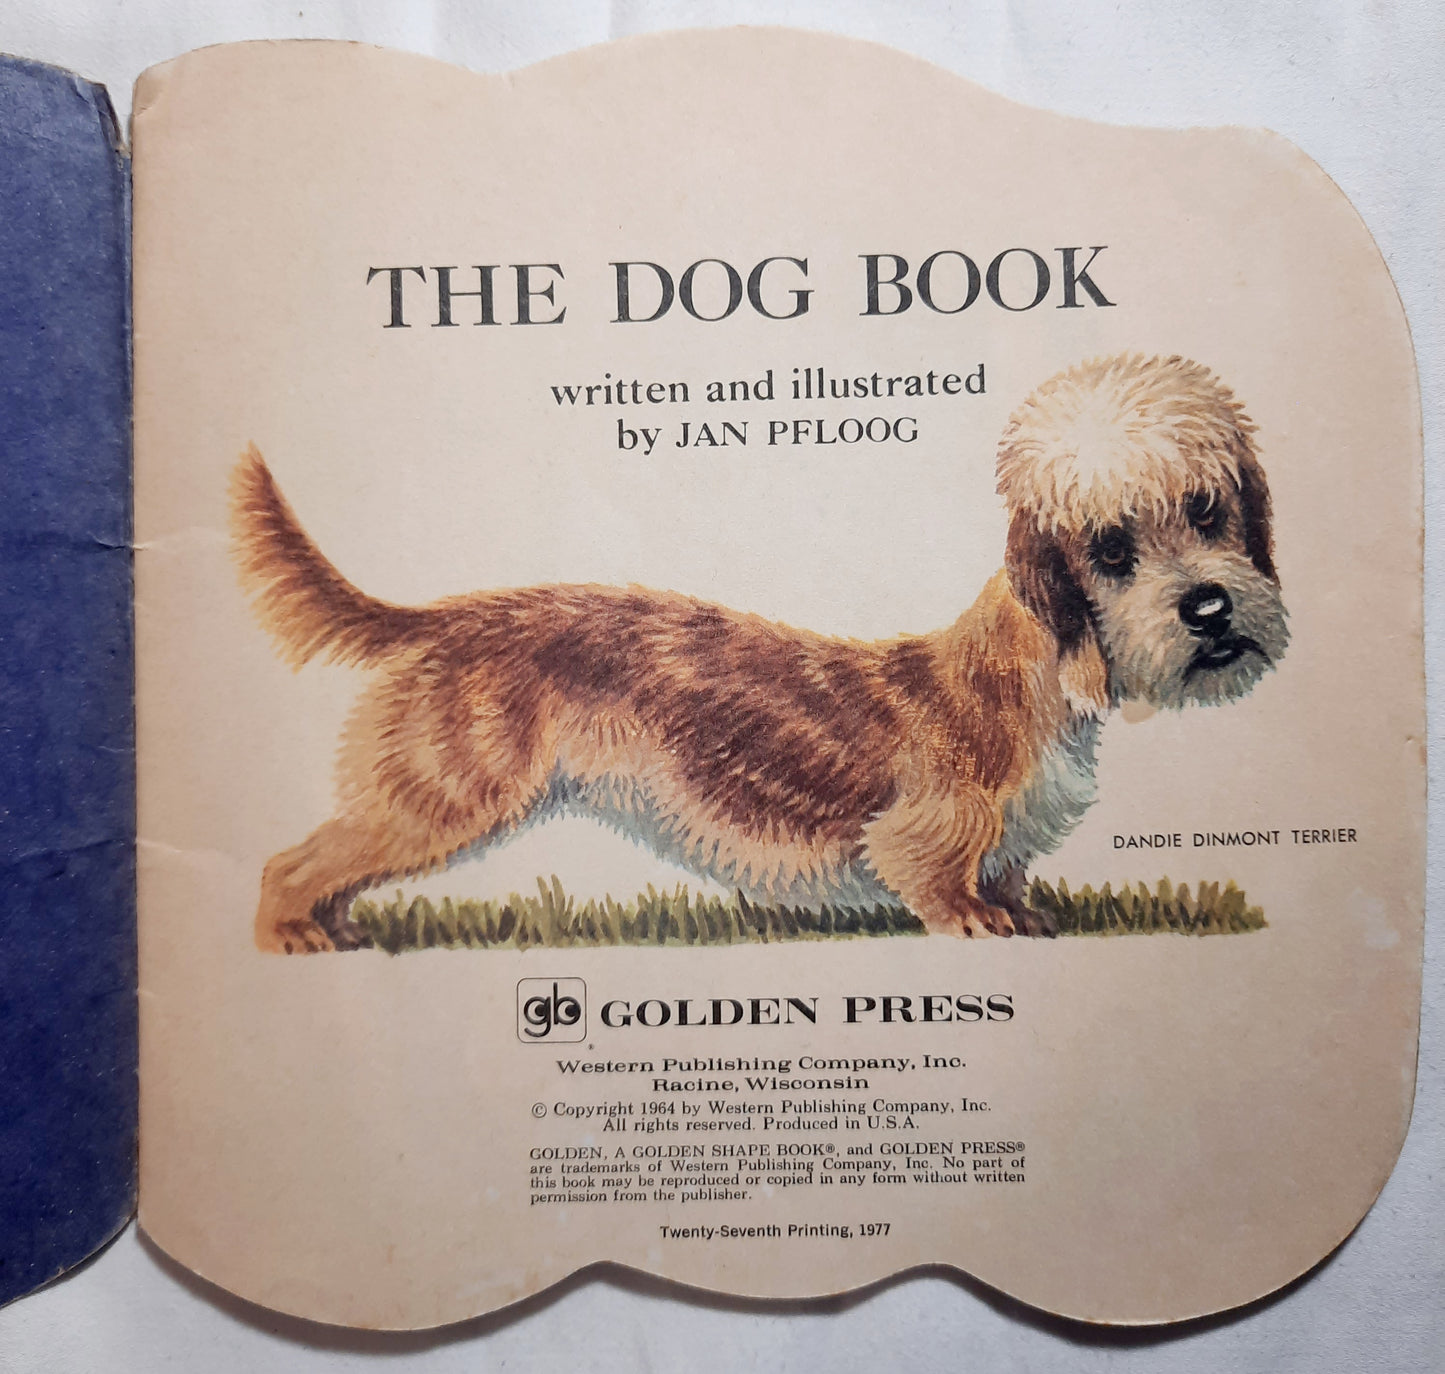 THE DOG BOOK
written and illustrated
by JAN PFLOOG
DANDIE DINMONT TERRIER
gb GOLDEN PRESS
®
Western Publishing Company, Inc.
Racine, Wisconsin
© Copyright 1964 by Western Publishing Company, Inc.
All rights reserved. Produced in U.S.A.
GOLDEN, A GOLDEN SHAPE BOOK®, and GOLDEN PRESS®
are trademarks of Western Publishing Company, Inc. No part of
this book may be reproduced or copied in any form without written
permission from the publisher.
Twenty-Seventh Printing, 1977